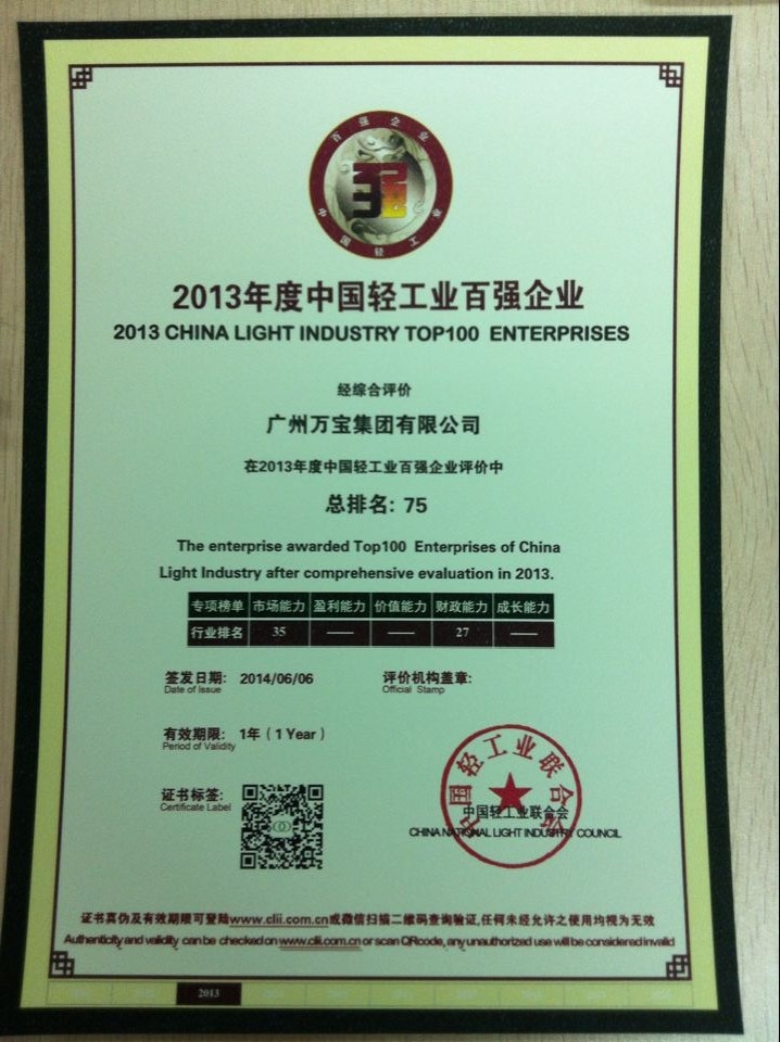 百强企业
中国轻工业
强
2013年度中国轻工业百强企业
2013 CHINA LIGHT INDUSTRY TOP100 ENTERPRISES
经综合评价
广州万宝集团有限公司
在2013年度中国轻工业百强企业评价中
总排名: 75
The enterprise awarded Top100 Enterprises of China
Light Industry after comprehensive evaluation in 2013.
专项榜单 市场能力 盈利能力 价值能力 财政能力 成长能力
行业排名 35 —— —— 27 ——
签发日期: 2014/06/06 评价机构盖章:
Date of Issue Official Stamp
有效期限: 1年 ( 1 Year )
Period of Validity
证书标签:
Certificate Label
中国轻工业联合会
中国轻工业联合会
CHINA NATIONAL LIGHT INDUSTRY COUNCIL
证书真伪及有效期限可登陆www.clii.com.cn或微信扫描二维码查询验证,任何未经允许之使用均视为无效
Authenticity and validity can be checked on www.clii.com.cn or scan QRcode, any unauthorized use will be considered invalid
2013